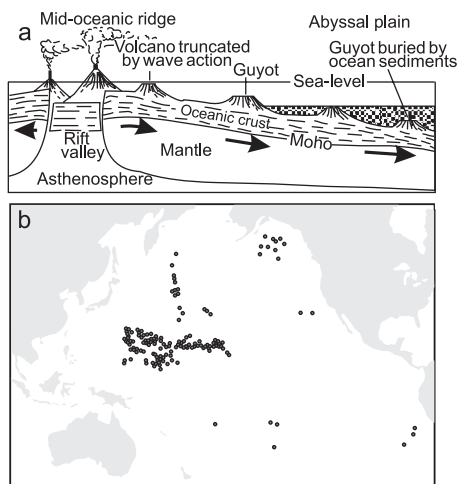 a
Mid-oceanic ridge
Abyssal plain
Volcano truncated
by wave action
Guyot buried by
ocean sediments
Guyot
Sea-level
Oceanic crust
Moho
Rift
valley
Mantle
Asthenosphere
b